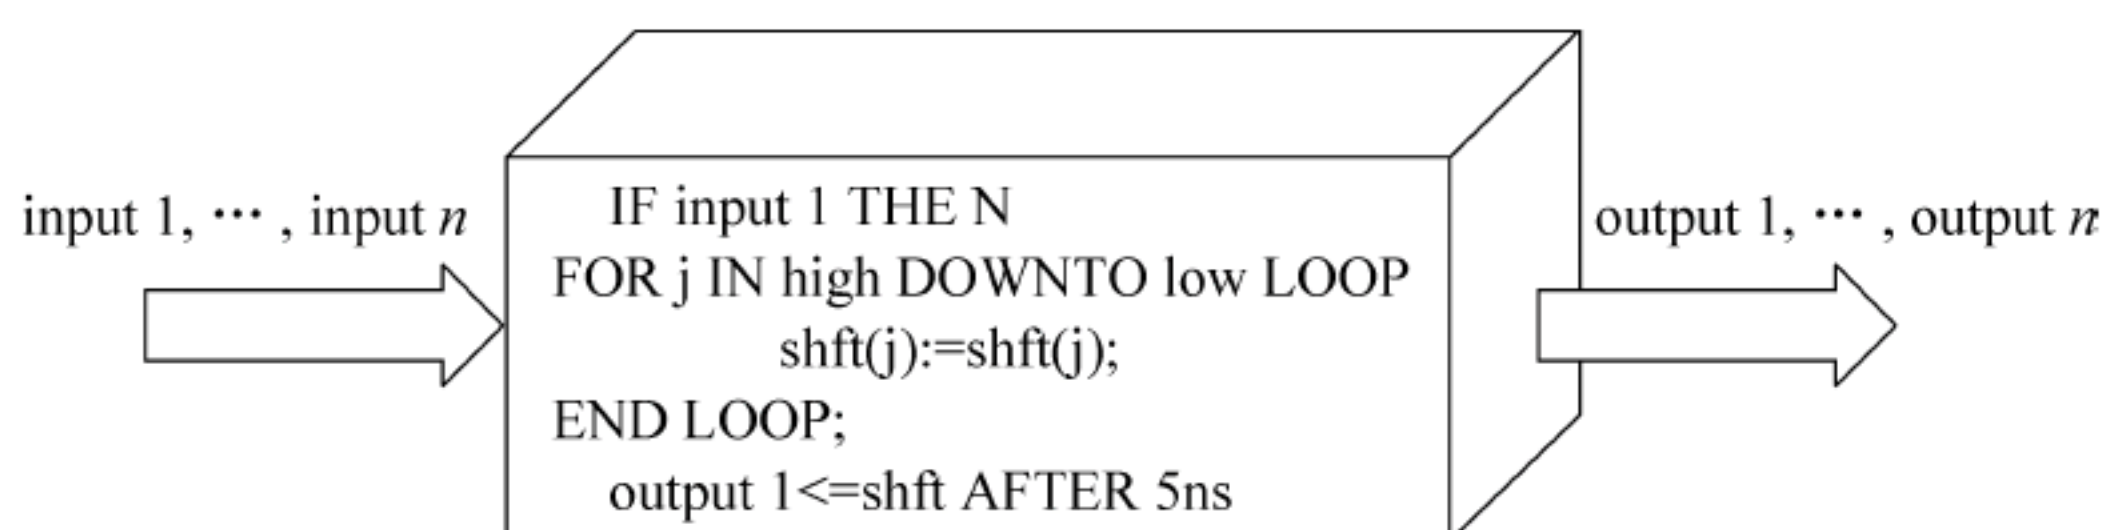 input 1, ··· , input n
IF input 1 THE N
FOR j IN high DOWNTO low LOOP
shft(j):=shft(j);
END LOOP;
output 1<=shft AFTER 5ns
output 1, ··· , output n